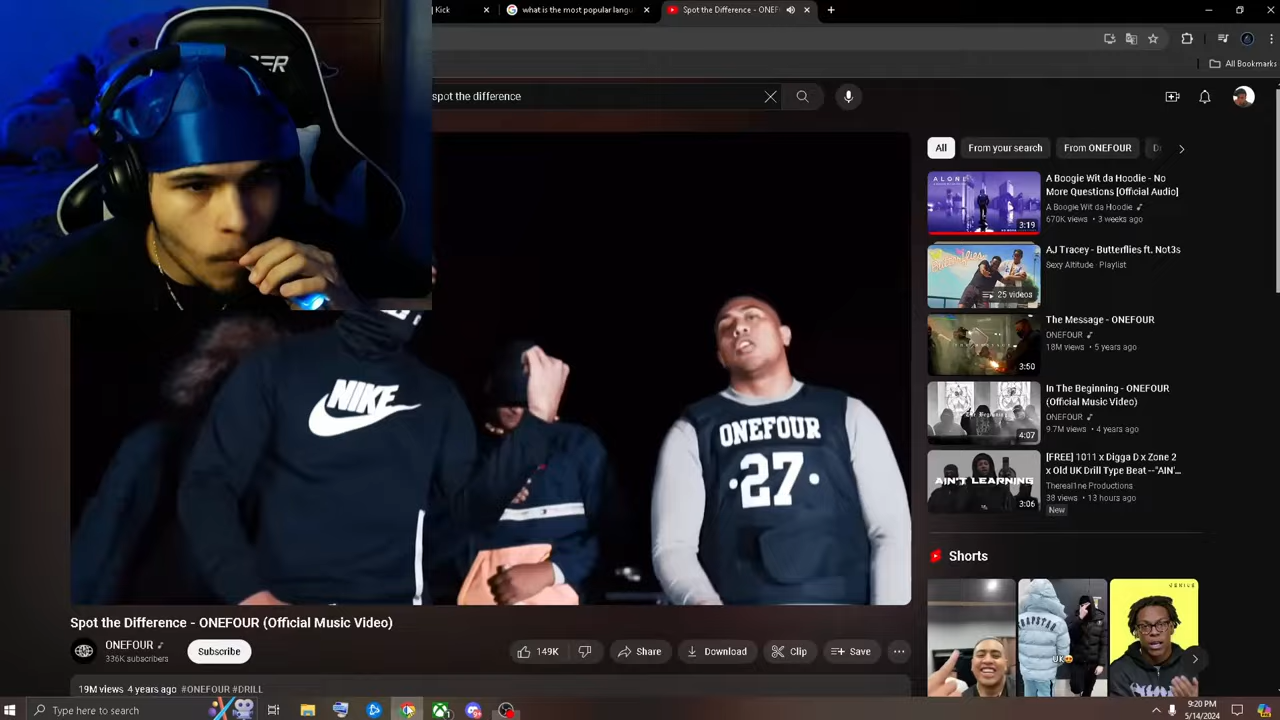 Kick
what is the most popular langu
Spot the Difference - ONEF
All Bookmarks
spot the difference
All
From your search
From ONEFOUR
ALONE
3:19
A Boogie Wit da Hoodie - No
More Questions [Official Audio]
A Boogie Wit da Hoodie
670K views • 3 weeks ago
25 videos
AJ Tracey - Butterflies ft. Not3s
Sexy Altitude · Playlist
3:50
The Message - ONEFOUR
ONEFOUR
18M views • 5 years ago
4:07
In The Beginning - ONEFOUR
(Official Music Video)
ONEFOUR
9.7M views • 4 years ago
AIN'T LEARNING
3:06
[FREE] 1011 x Digga D x Zone 2
x Old UK Drill Type Beat --"AIN'...
Thereal1ne Productions
38 views • 13 hours ago
New
NIKE
ONEFOUR
27
Shorts
Spot the Difference - ONEFOUR (Official Music Video)
ONEFOUR
336K subscribers
Subscribe
149K
Share
Download
Clip
Save
19M views 4 years ago #ONEFOUR #DRILL
UK
Type here to search
9:20 PM
5/14/2024